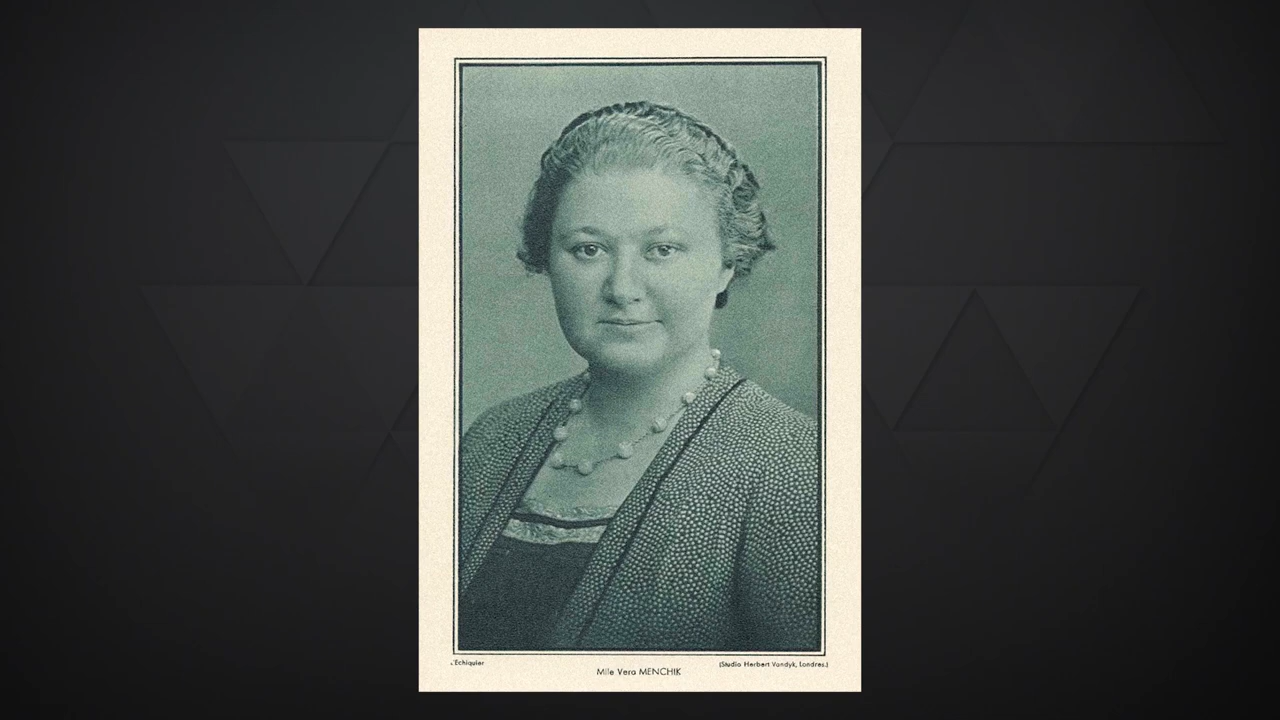 L'Echiquier
(Studio Herbert Vandyk, Londres.)
Mlle Vera MENCHIK